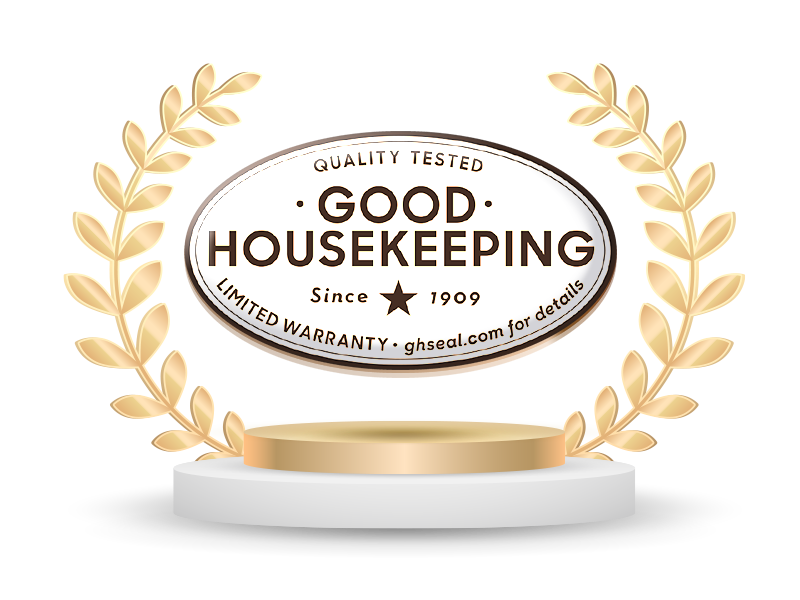 QUALITY TESTED
· GOOD ·
HOUSEKEEPING
Since ★ 1909
LIMITED WARRANTY · ghseal.com for details